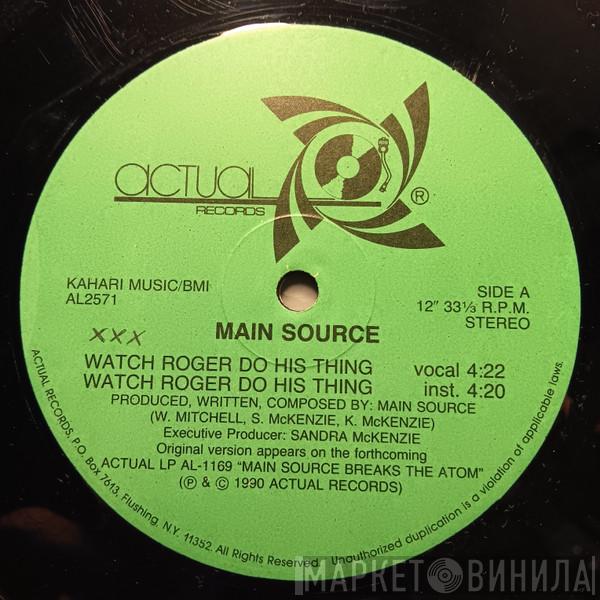 actual
RECORDS
®
KAHARI MUSIC/BMI
AL2571
SIDE A
12" 33⅓ R.P.M.
STEREO
XXX
MAIN SOURCE
WATCH ROGER DO HIS THING vocal 4:22
WATCH ROGER DO HIS THING inst. 4:20
PRODUCED, WRITTEN, COMPOSED BY: MAIN SOURCE
(W. MITCHELL, S. McKENZIE, K. McKENZIE)
Executive Producer: SANDRA McKENZIE
Original version appears on the forthcoming
ACTUAL LP AL-1169 "MAIN SOURCE BREAKS THE ATOM"
(℗ & © 1990 ACTUAL RECORDS)
ACTUAL RECORDS, P.O. Box 7613, Flushing, N.Y. 11352. All Rights Reserved. Unauthorized duplication is a violation of applicable laws.
МАРКЕТ ВИНИЛА